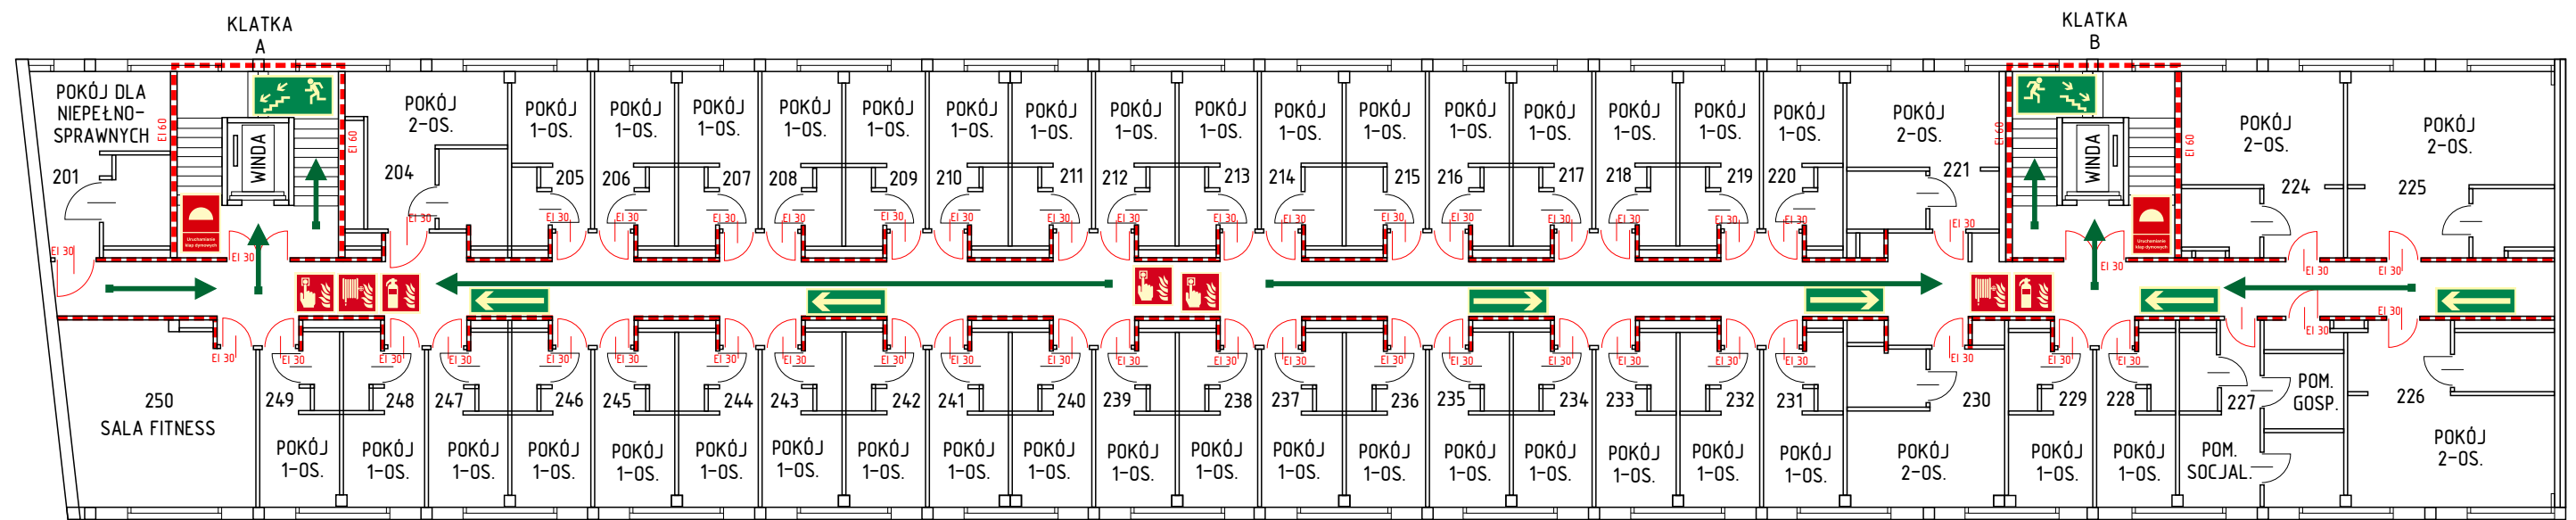 KLATKA
A
KLATKA
B
POKÓJ DLA
NIEPEŁNO-
SPRAWNYCH
201
EI 30
EI 60
WINDA
Uruchamianie
klap dymowych
EI 30
EI 60
POKÓJ
2-OS.
204
EI 30
POKÓJ
1-OS.
205
EI 30
POKÓJ
1-OS.
206
EI 30
POKÓJ
1-OS.
207
EI 30
POKÓJ
1-OS.
208
EI 30
POKÓJ
1-OS.
209
EI 30
POKÓJ
1-OS.
210
EI 30
POKÓJ
1-OS.
211
EI 30
POKÓJ
1-OS.
212
EI 30
POKÓJ
1-OS.
213
EI 30
POKÓJ
1-OS.
214
EI 30
POKÓJ
1-OS.
215
EI 30
POKÓJ
1-OS.
216
EI 30
POKÓJ
1-OS.
217
EI 30
POKÓJ
1-OS.
218
EI 30
POKÓJ
1-OS.
219
EI 30
POKÓJ
1-OS.
220
EI 30
POKÓJ
2-OS.
221
EI 30
EI 60
WINDA
Uruchamianie
klap dymowych
EI 30
EI 60
POKÓJ
2-OS.
224
EI 30
POKÓJ
2-OS.
225
EI 30
250
SALA FITNESS
EI 30
EI 30
249
POKÓJ
1-OS.
EI 30
248
POKÓJ
1-OS.
EI 30
247
POKÓJ
1-OS.
EI 30
246
POKÓJ
1-OS.
EI 30
245
POKÓJ
1-OS.
EI 30
244
POKÓJ
1-OS.
EI 30
243
POKÓJ
1-OS.
EI 30
242
POKÓJ
1-OS.
EI 30
241
POKÓJ
1-OS.
EI 30
240
POKÓJ
1-OS.
EI 30
239
POKÓJ
1-OS.
EI 30
238
POKÓJ
1-OS.
EI 30
237
POKÓJ
1-OS.
EI 30
236
POKÓJ
1-OS.
EI 30
235
POKÓJ
1-OS.
EI 30
234
POKÓJ
1-OS.
EI 30
233
POKÓJ
1-OS.
EI 30
232
POKÓJ
1-OS.
EI 30
231
POKÓJ
1-OS.
EI 30
230
POKÓJ
2-OS.
EI 30
229
POKÓJ
1-OS.
EI 30
228
POKÓJ
1-OS.
EI 30
227
POM.
SOCJAL.
EI 30
POM.
GOSP.
EI 30
226
POKÓJ
2-OS.